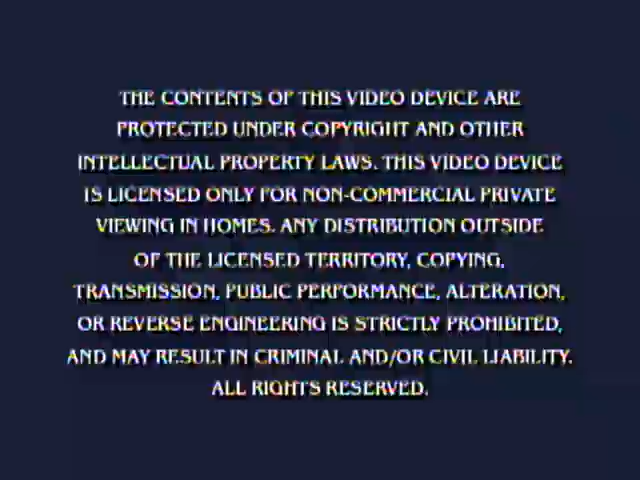 THE CONTENTS OF THIS VIDEO DEVICE ARE
PROTECTED UNDER COPYRIGHT AND OTHER
INTELLECTUAL PROPERTY LAWS. THIS VIDEO DEVICE
IS LICENSED ONLY FOR NON-COMMERCIAL PRIVATE
VIEWING IN HOMES. ANY DISTRIBUTION OUTSIDE
OF THE LICENSED TERRITORY, COPYING,
TRANSMISSION, PUBLIC PERFORMANCE, ALTERATION,
OR REVERSE ENGINEERING IS STRICTLY PROHIBITED,
AND MAY RESULT IN CRIMINAL AND/OR CIVIL LIABILITY.
ALL RIGHTS RESERVED.